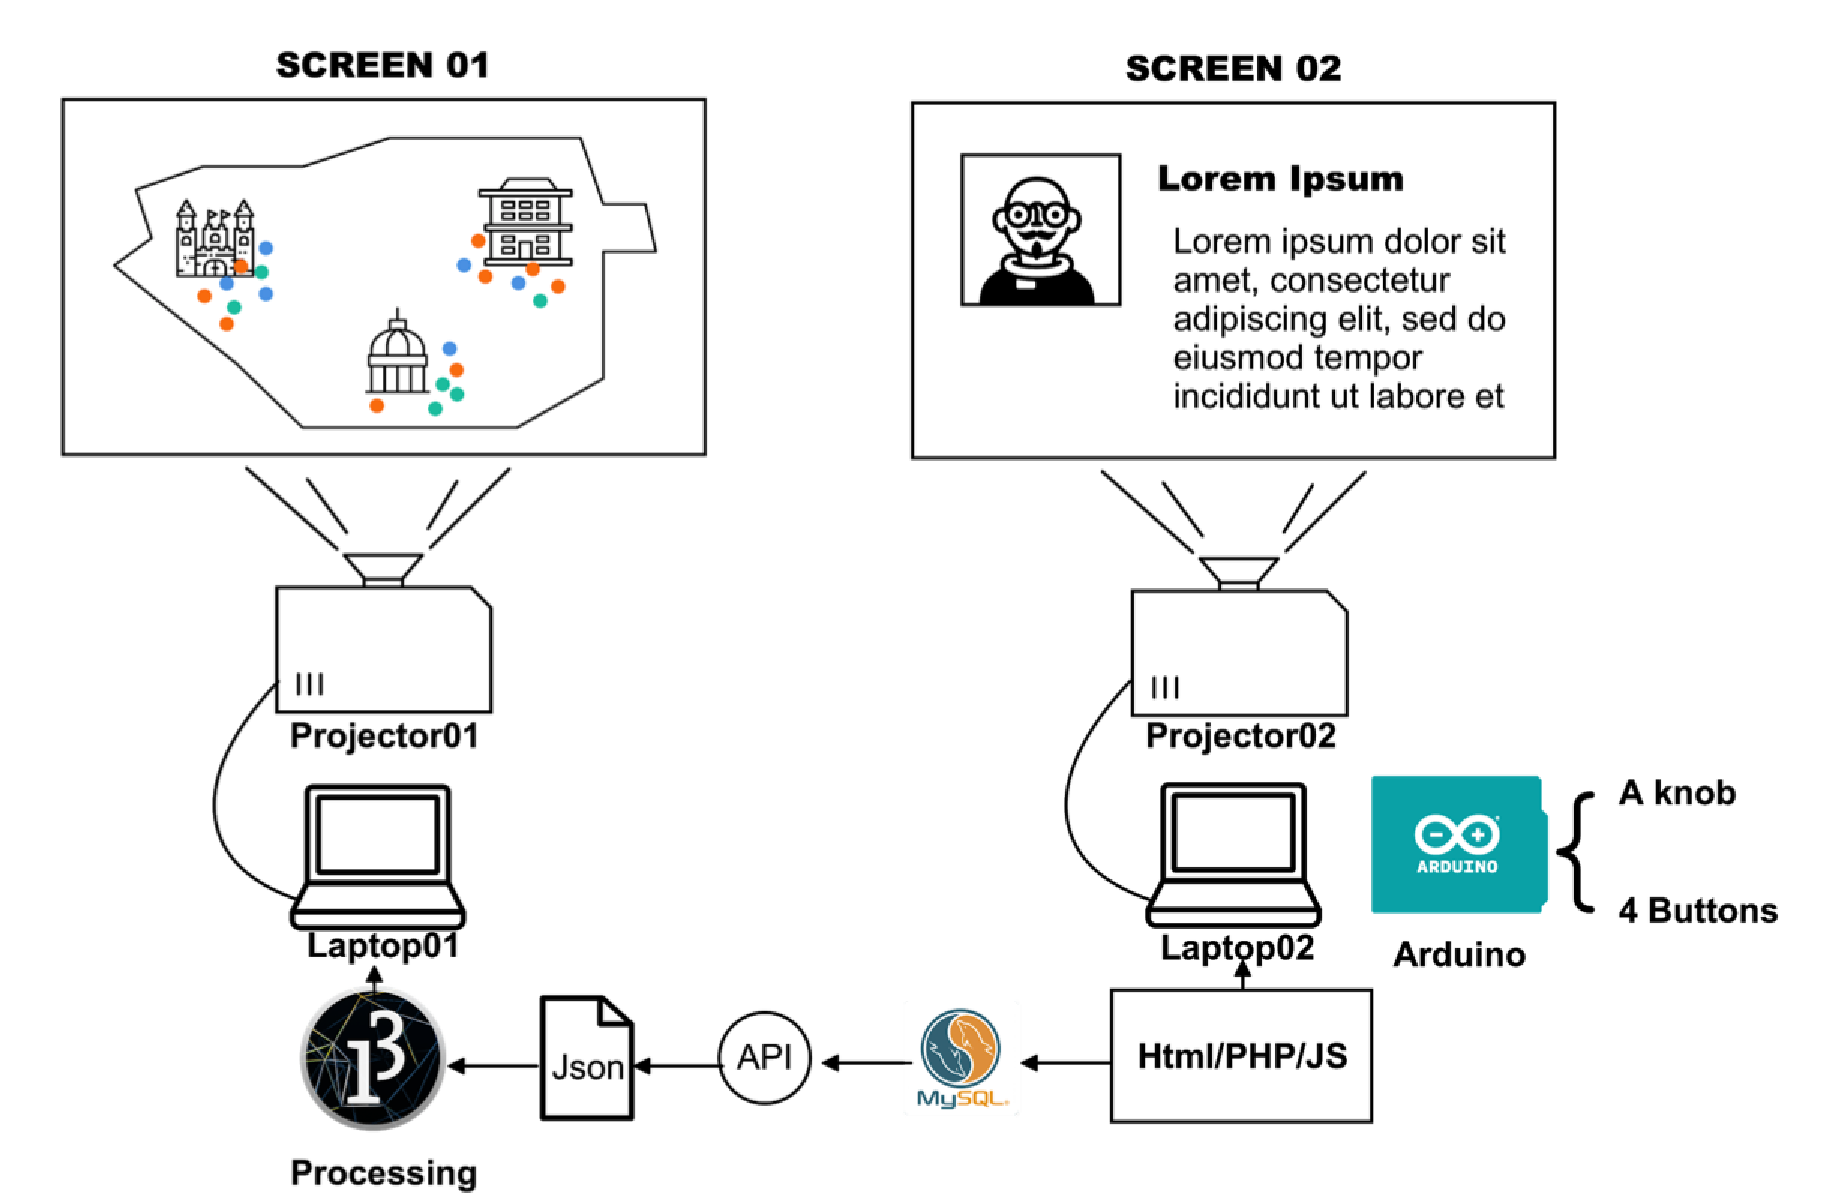 SCREEN 01
SCREEN 02
Lorem Ipsum
Lorem ipsum dolor sit
amet, consectetur
adipiscing elit, sed do
eiusmod tempor
incididunt ut labore et
Projector01
Projector02
A knob
ARDUINO
4 Buttons
Laptop01
Laptop02
Arduino
Json
API
MySQL
Html/PHP/JS
Processing